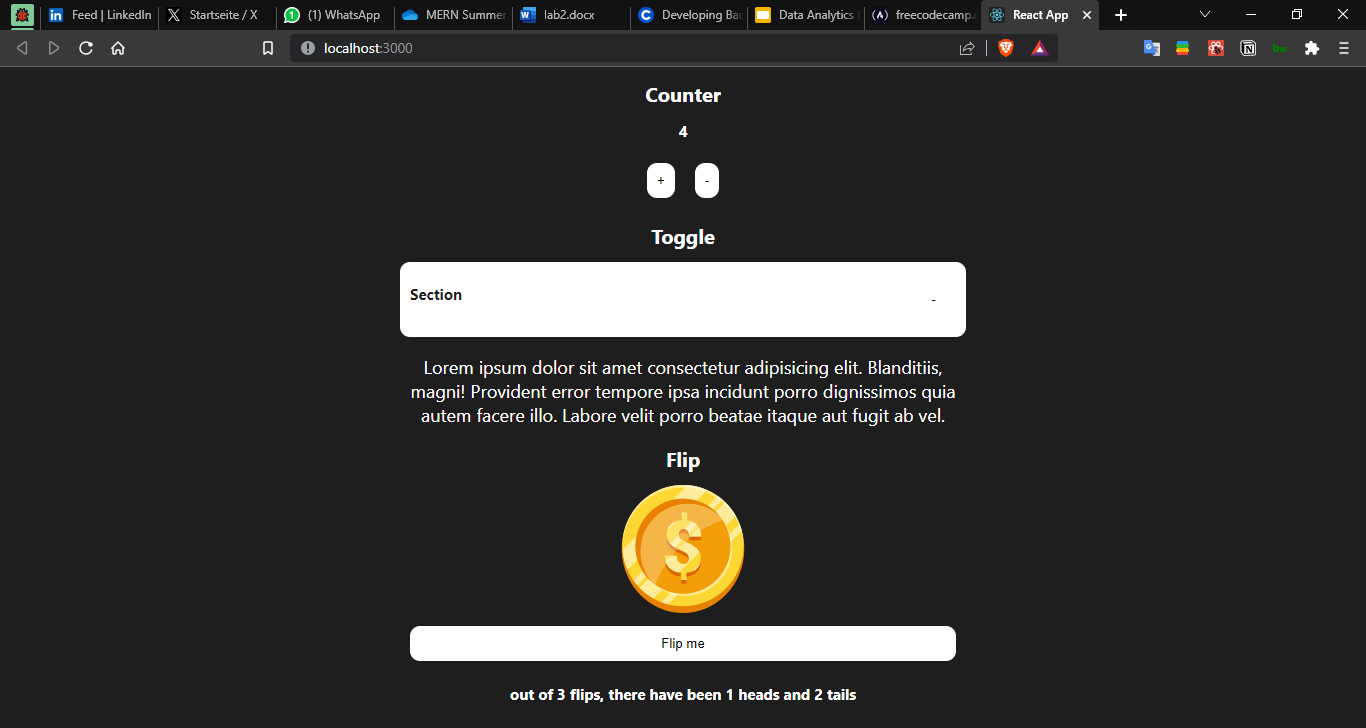 Feed | LinkedIn
Startseite / X
1 (1) WhatsApp
MERN Summer
lab2.docx
Developing Bac
Data Analytics
freecodecamp.
React App
localhost:3000
Counter
4
+ -
Toggle
Section -
Lorem ipsum dolor sit amet consectetur adipisicing elit. Blanditiis,
magni! Provident error tempore ipsa incidunt porro dignissimos quia
autem facere illo. Labore velit porro beatae itaque aut fugit ab vel.
Flip
$
Flip me
out of 3 flips, there have been 1 heads and 2 tails